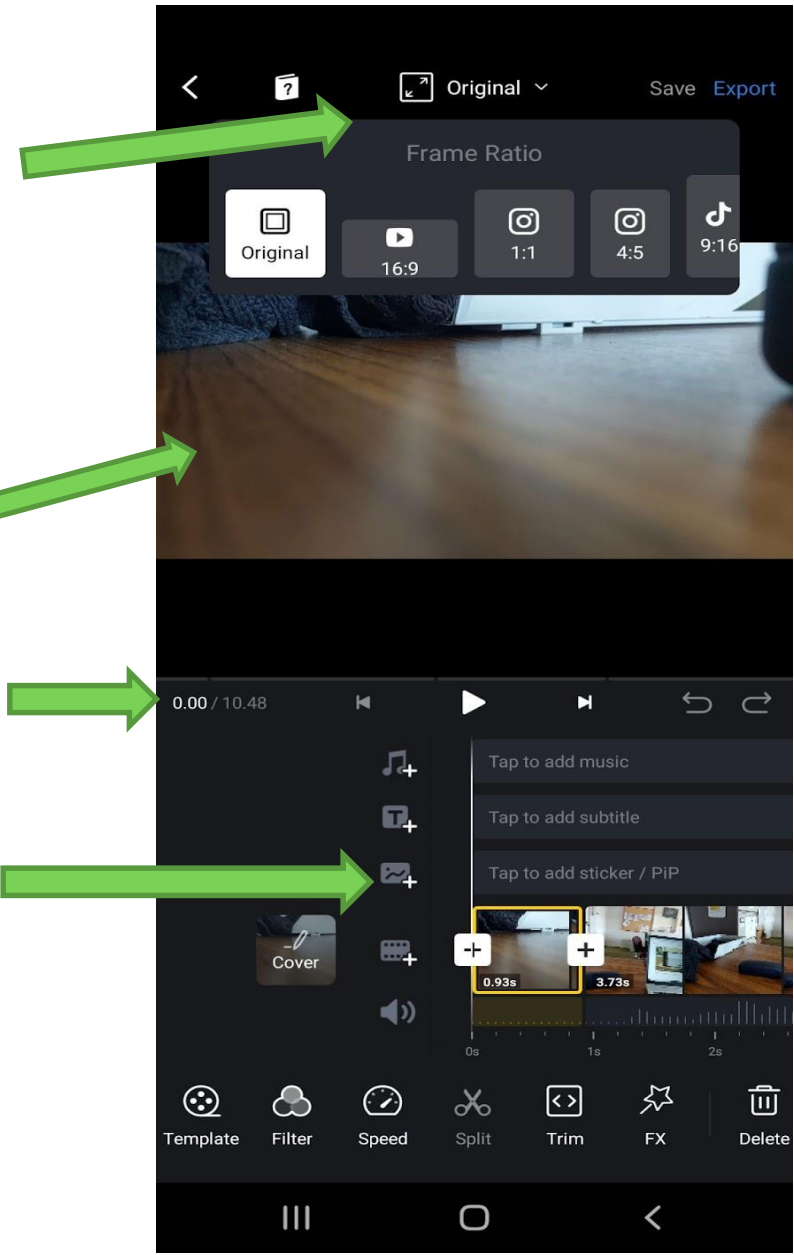 Original
Save Export
Frame Ratio
Original
16:9
1:1
4:5
9:16
0.00 / 10.48
Tap to add music
T
Tap to add subtitle
Tap to add sticker / PiP
Cover
0.93s
3.73s
0s 1s 2s
Template Filter Speed Split Trim FX Delete